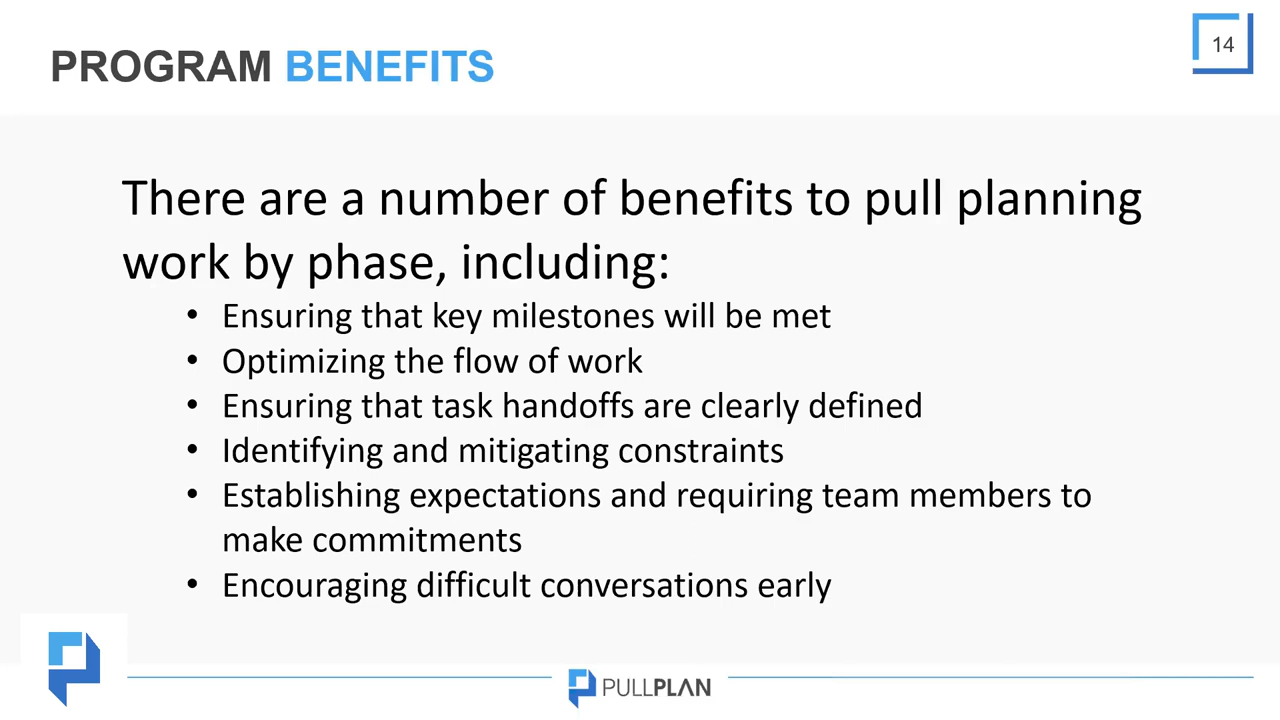 PROGRAM BENEFITS
14
There are a number of benefits to pull planning
work by phase, including:
• Ensuring that key milestones will be met
• Optimizing the flow of work
• Ensuring that task handoffs are clearly defined
• Identifying and mitigating constraints
• Establishing expectations and requiring team members to
make commitments
• Encouraging difficult conversations early
PULLPLAN